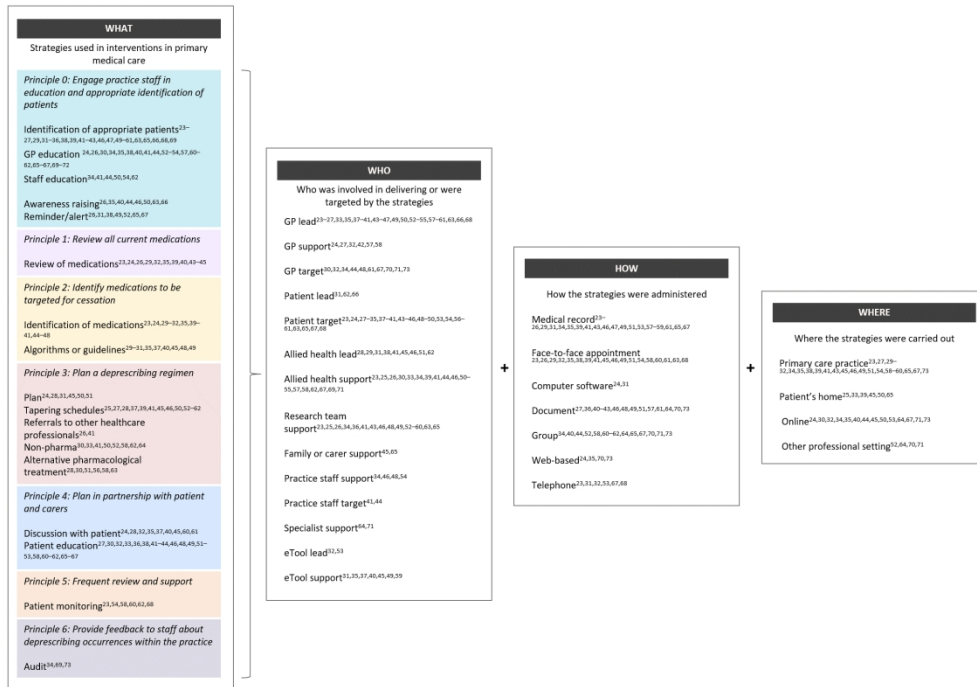 WHAT
Strategies used in interventions in primary
medical care
Principle 0: Engage practice staff in
education and appropriate identification of
patients
Identification of appropriate patients23–
27,29,31–36,38,39,41–43,46,47,49–61,63,65,66,68,69
GP education 24,26,30,34,35,38,40,41,44,52–54,57,60–
62,65–67,69–72
Staff education34,41,44,50,54,62
Awareness raising26,35,40,44,46,50,63,66
Reminder/alert26,31,38,49,52,65,67
Principle 1: Review all current medications
Review of medications23,24,26,29,32,35,39,40,43–45
Principle 2: Identify medications to be
targeted for cessation
Identification of medications23,24,29–32,35,39–
41,44–48
Algorithms or guidelines29–31,35,37,40,45,48,49
Principle 3: Plan a deprescribing regimen
Plan24,28,31,45,50,51
Tapering schedules25,27,28,37,39,41,45,46,50,52–62
Referrals to other healthcare
professionals26,41
Non-pharma30,33,41,50,52,58,62,64
Alternative pharmacological
treatment28,30,51,56,58,63
Principle 4: Plan in partnership with patient
and carers
Discussion with patient24,28,32,35,37,40,45,60,61
Patient education27,30,32,33,36,38,41–44,46,48,49,51–
53,58,60–62,65–67
Principle 5: Frequent review and support
Patient monitoring23,54,58,60,62,68
Principle 6: Provide feedback to staff about
deprescribing occurrences within the practice
Audit34,69,73
WHO
Who was involved in delivering or were
targeted by the strategies
GP lead23–27,33,35,37–41,43–47,49,50,52–55,57–61,63,66,68
GP support24,27,32,42,57,58
GP target30,32,34,44,48,61,67,70,71,73
Patient lead31,62,66
Patient target23,24,27–35,37–41,43–46,48–50,53,54,56–
61,63,65,67,68
Allied health lead28,29,31,38,41,45,46,51,62
Allied health support23,25,26,30,33,34,39,41,44,46,50–
55,57,58,62,67,69,71
Research team
support23,25,26,34,36,41,43,46,48,49,52–60,63,65
Family or carer support45,65
Practice staff support34,46,48,54
Practice staff target41,44
Specialist support64,71
eTool lead32,53
eTool support31,35,37,40,45,49,59
+
HOW
How the strategies were administered
Medical record23–
26,29,31,34,35,39,41,43,46,47,49,51,53,57–59,61,65,67
Face-to-face appointment
23,26,29,32,35,38,39,41,45,46,49,51,54,58,60,61,63,68
Computer software24,31
Document27,36,40–43,46,48,49,51,57,61,64,70,73
Group34,40,44,52,58,60–62,64,65,67,70,71,73
Web-based24,35,70,73
Telephone23,31,32,53,67,68
+
WHERE
Where the strategies were carried out
Primary care practice23,27,29–
32,34,35,38,39,41,43,45,46,49,51,54,58–60,65,67,73
Patient's home25,33,39,45,50,65
Online24,30,32,34,35,40,44,45,50,53,64,67,71,73
Other professional setting52,64,70,71